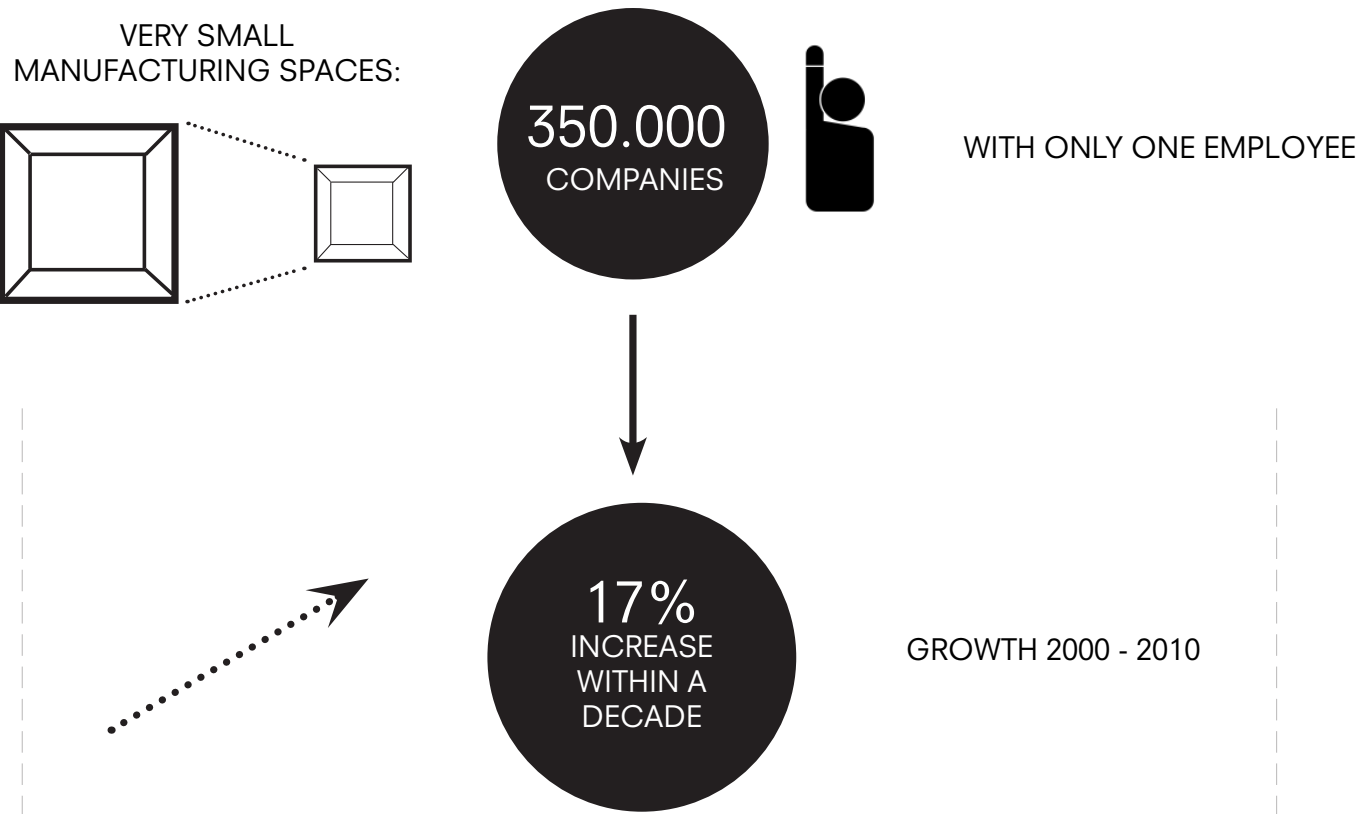 VERY SMALL
MANUFACTURING SPACES:
350.000
COMPANIES
WITH ONLY ONE EMPLOYEE
17%
INCREASE
WITHIN A
DECADE
GROWTH 2000 - 2010